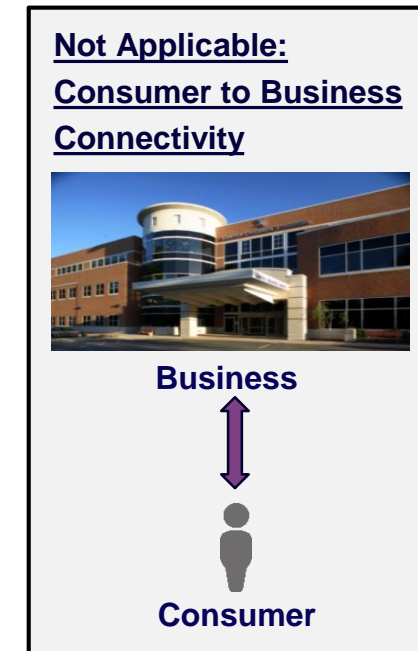 Not Applicable:
Consumer to Business
Connectivity
Business
Consumer